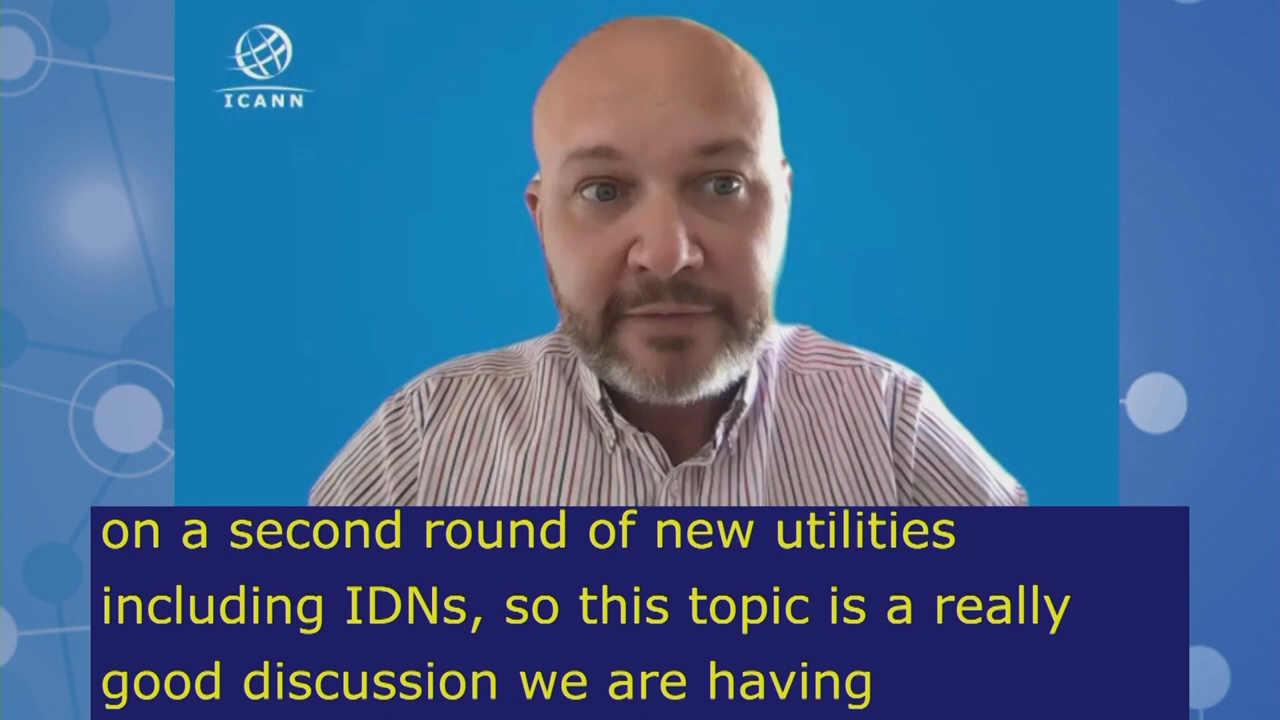 ICANN
on a second round of new utilities
including IDNs, so this topic is a really
good discussion we are having